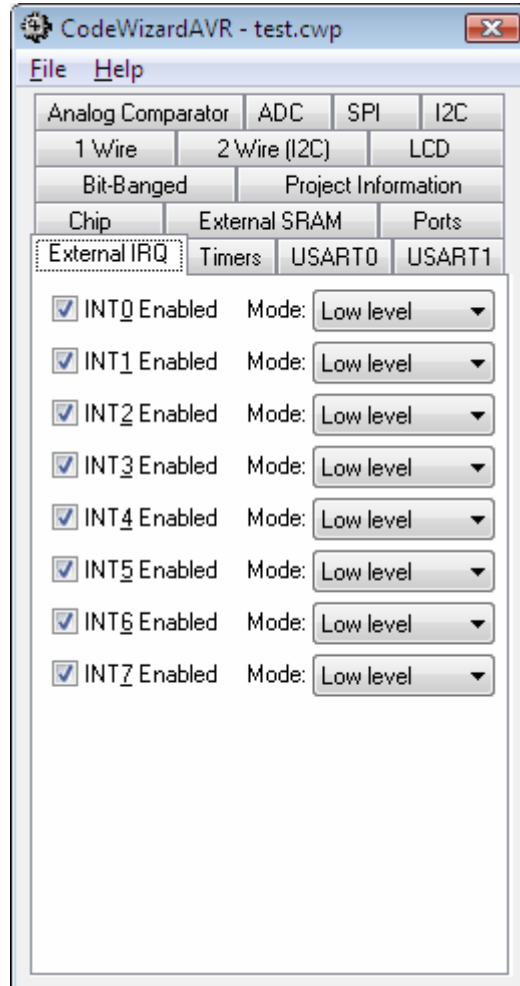 CodeWizardAVR - test.cwp
File Help
Analog Comparator ADC SPI I2C
1 Wire 2 Wire (I2C) LCD
Bit-Banged Project Information
Chip External SRAM Ports
External IRQ Timers USART0 USART1
INT0 Enabled Mode: Low level
INT1 Enabled Mode: Low level
INT2 Enabled Mode: Low level
INT3 Enabled Mode: Low level
INT4 Enabled Mode: Low level
INT5 Enabled Mode: Low level
INT6 Enabled Mode: Low level
INT7 Enabled Mode: Low level